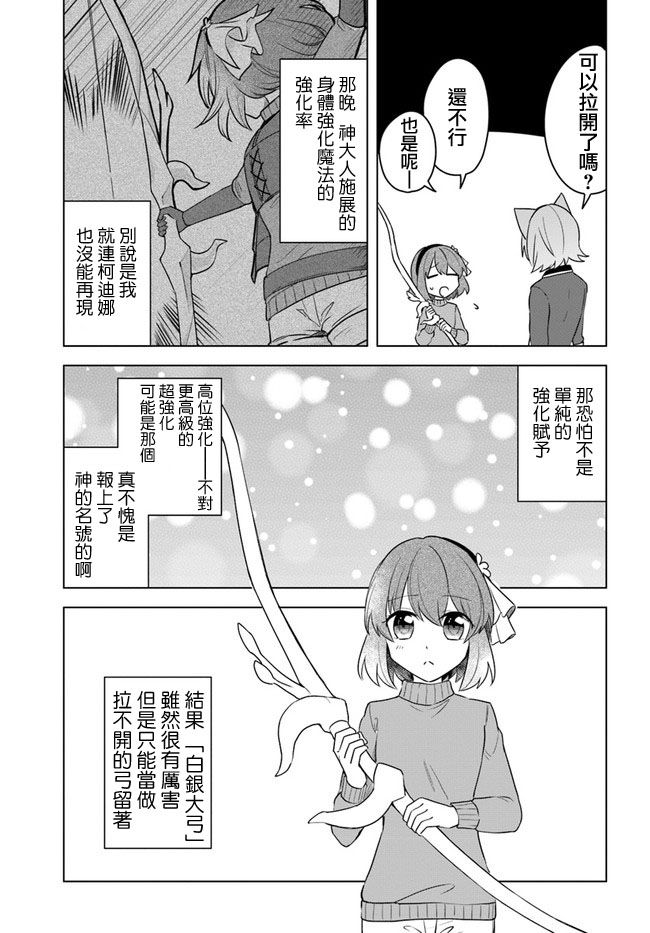 可以拉開了嗎？
還不行
也是呢ー
那晚 神大人施展的
身體強化魔法的
強化率
別說是我
就連柯迪娜
也沒能再現
那恐怕不是
單純的
強化賦予
高位強化──不對
更高級的
超強化
可能是那個
真不愧是
報上了
神的名號的啊
結果「白銀大弓」
雖然很有厲害
但是只能當做
拉不開的弓留著